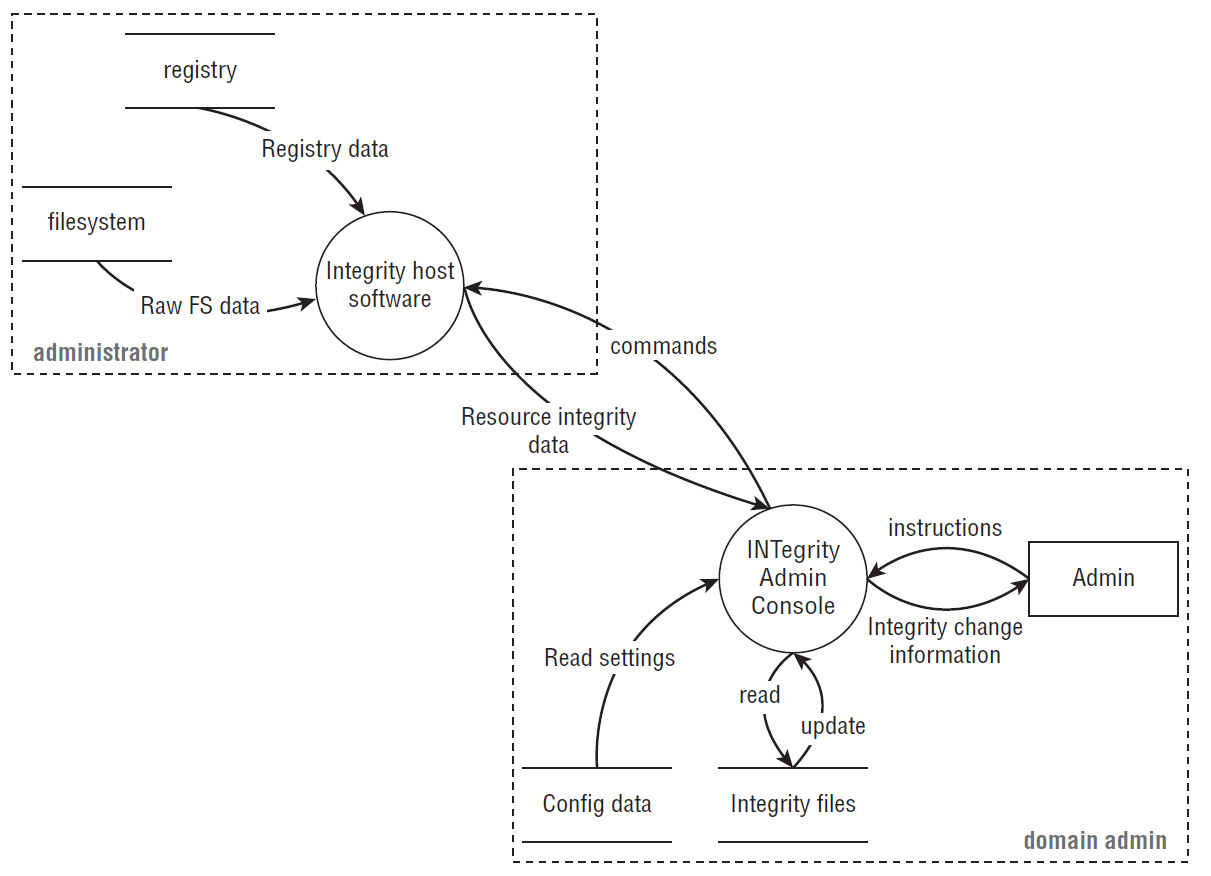 registry
Registry data
filesystem
Raw FS data
Integrity host
software
administrator
commands
Resource integrity
data
INTegrity
Admin
Console
instructions
Admin
Integrity change
information
Read settings
read
update
Config data
Integrity files
domain admin